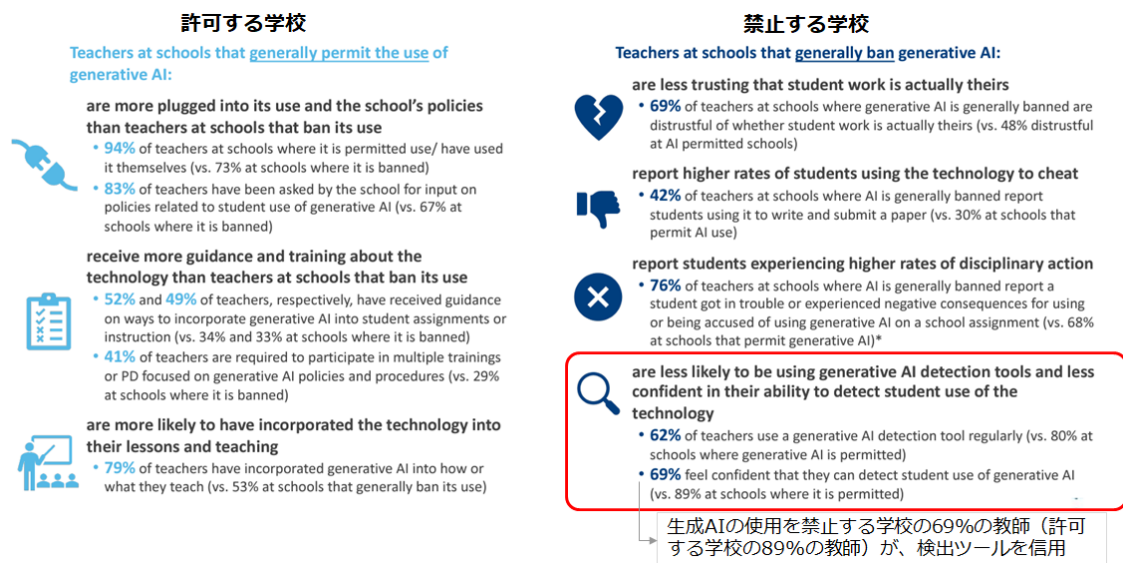 許可する学校
Teachers at schools that generally permit the use of
generative AI:
are more plugged into its use and the school's policies
than teachers at schools that ban its use
• 94% of teachers at schools where it is permitted use/ have used
it themselves (vs. 73% at schools where it is banned)
• 83% of teachers have been asked by the school for input on
policies related to student use of generative AI (vs. 67% at
schools where it is banned)
receive more guidance and training about the
technology than teachers at schools that ban its use
• 52% and 49% of teachers, respectively, have received guidance
on ways to incorporate generative AI into student assignments or
instruction (vs. 34% and 33% at schools where it is banned)
• 41% of teachers are required to participate in multiple trainings
or PD focused on generative AI policies and procedures (vs. 29%
at schools where it is banned)
are more likely to have incorporated the technology into
their lessons and teaching
• 79% of teachers have incorporated generative AI into how or
what they teach (vs. 53% at schools that generally ban its use)
禁止する学校
Teachers at schools that generally ban generative AI:
are less trusting that student work is actually theirs
• 69% of teachers at schools where generative AI is generally banned are
distrustful of whether student work is actually theirs (vs. 48% distrustful
at AI permitted schools)
report higher rates of students using the technology to cheat
• 42% of teachers at schools where AI is generally banned report
students using it to write and submit a paper (vs. 30% at schools that
permit AI use)
report students experiencing higher rates of disciplinary action
• 76% of teachers at schools where AI is generally banned report a
student got in trouble or experienced negative consequences for using
or being accused of using generative AI on a school assignment (vs. 68%
at schools that permit generative AI)*
are less likely to be using generative AI detection tools and less
confident in their ability to detect student use of the
technology
• 62% of teachers use a generative AI detection tool regularly (vs. 80% at
schools where generative AI is permitted)
• 69% feel confident that they can detect student use of generative AI
(vs. 89% at schools where it is permitted)
生成AIの使用を禁止する学校の69%の教師（許可
する学校の89%の教師）が、検出ツールを信用